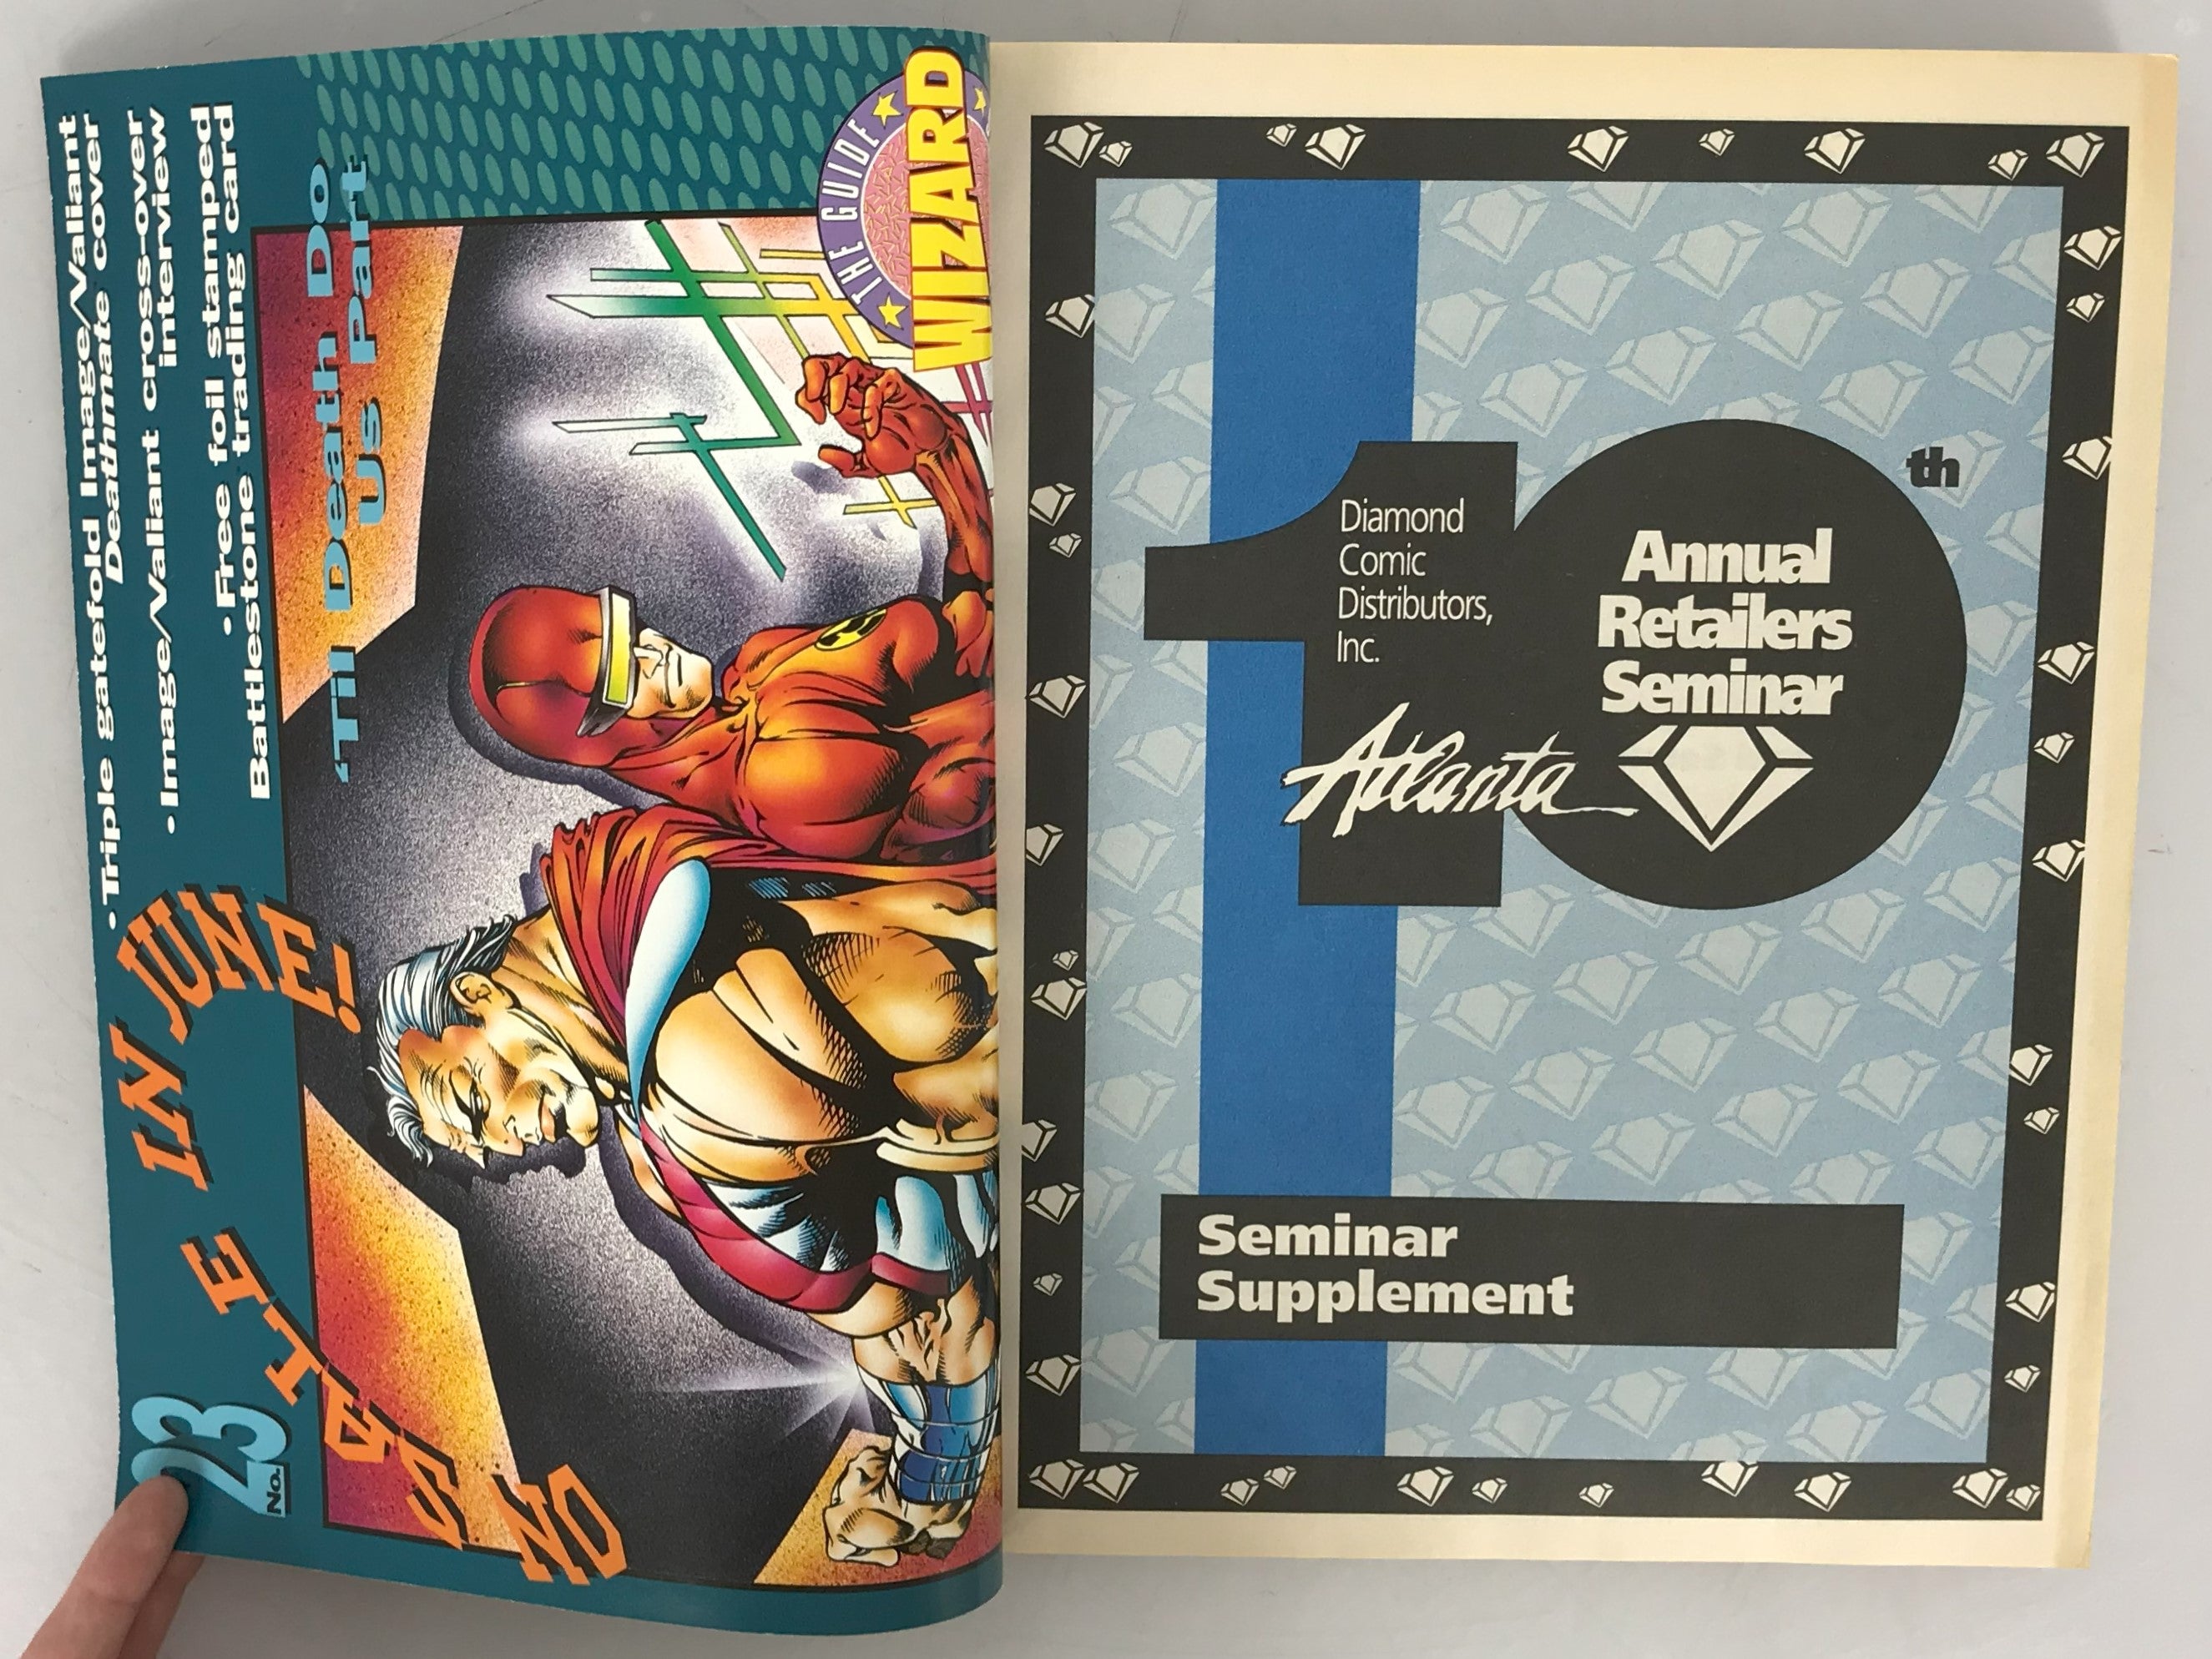 THE GUIDE
WIZARD
'Til Death Do
Us Part
ON SALE IN JUNE!
No. 23
•Triple gatefold Image/Valiant
Deathmate cover
•Image/Valiant cross-over
interview
•Free foil stamped
Battlestone trading card
10th
Diamond
Comic
Distributors,
Inc.
Annual
Retailers
Seminar
Atlanta
Seminar
Supplement